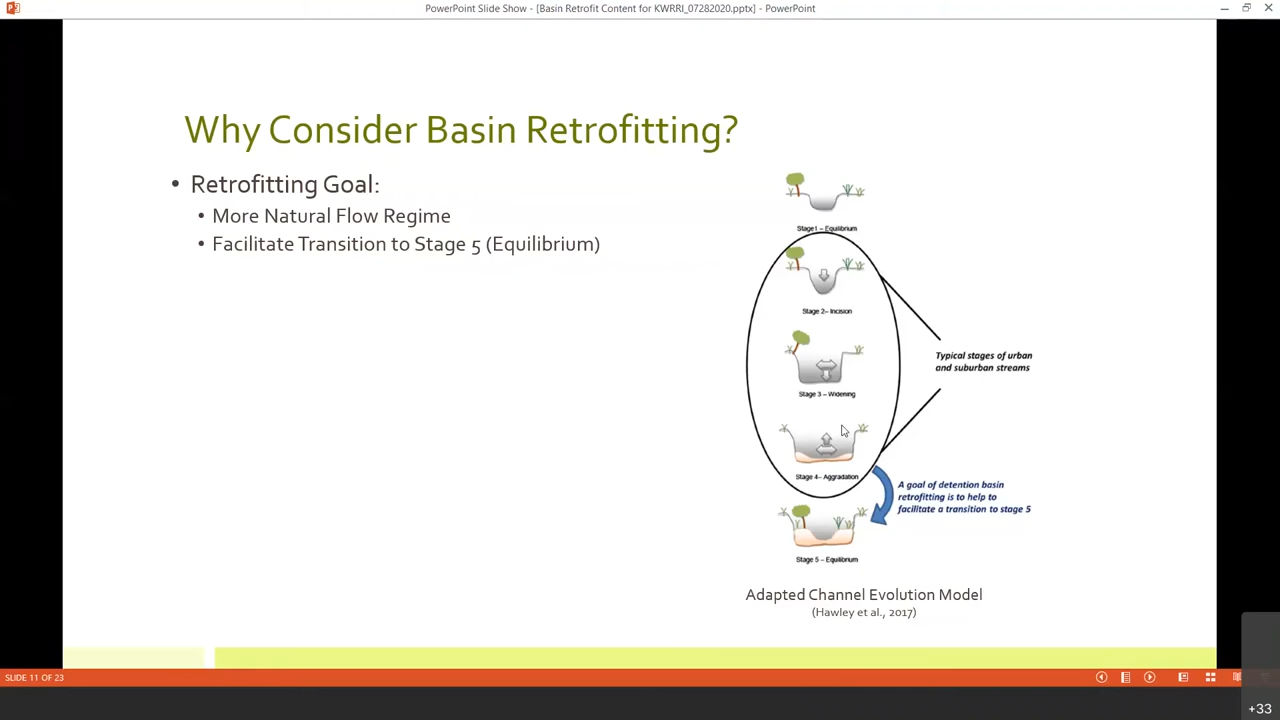 PowerPoint Slide Show - [Basin Retrofit Content for KWRRI_07282020.pptx] - PowerPoint
Why Consider Basin Retrofitting?
• Retrofitting Goal:
• More Natural Flow Regime
• Facilitate Transition to Stage 5 (Equilibrium)
Stage1 – Equilibrium
Stage 2– Incision
Stage 3 – Widening
Stage 4– Aggradation
Stage 5 – Equilibrium
Typical stages of urban
and suburban streams
A goal of detention basin
retrofitting is to help to
facilitate a transition to stage 5
Adapted Channel Evolution Model
(Hawley et al., 2017)
SLIDE 11 OF 23
+33